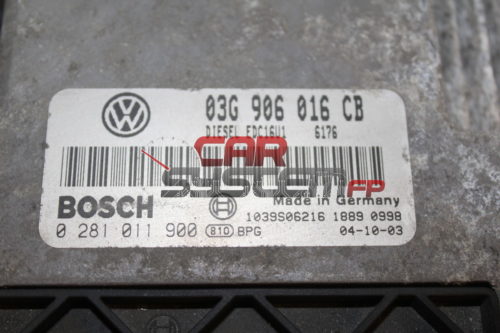 03G 906 016 CB
DIESEL EDC16U1 6176
CAR
SYSTEM FP
Made in Germany
BOSCH
1039S06216 1889 0998
0 281 011 900 810 BPG 04-10-03